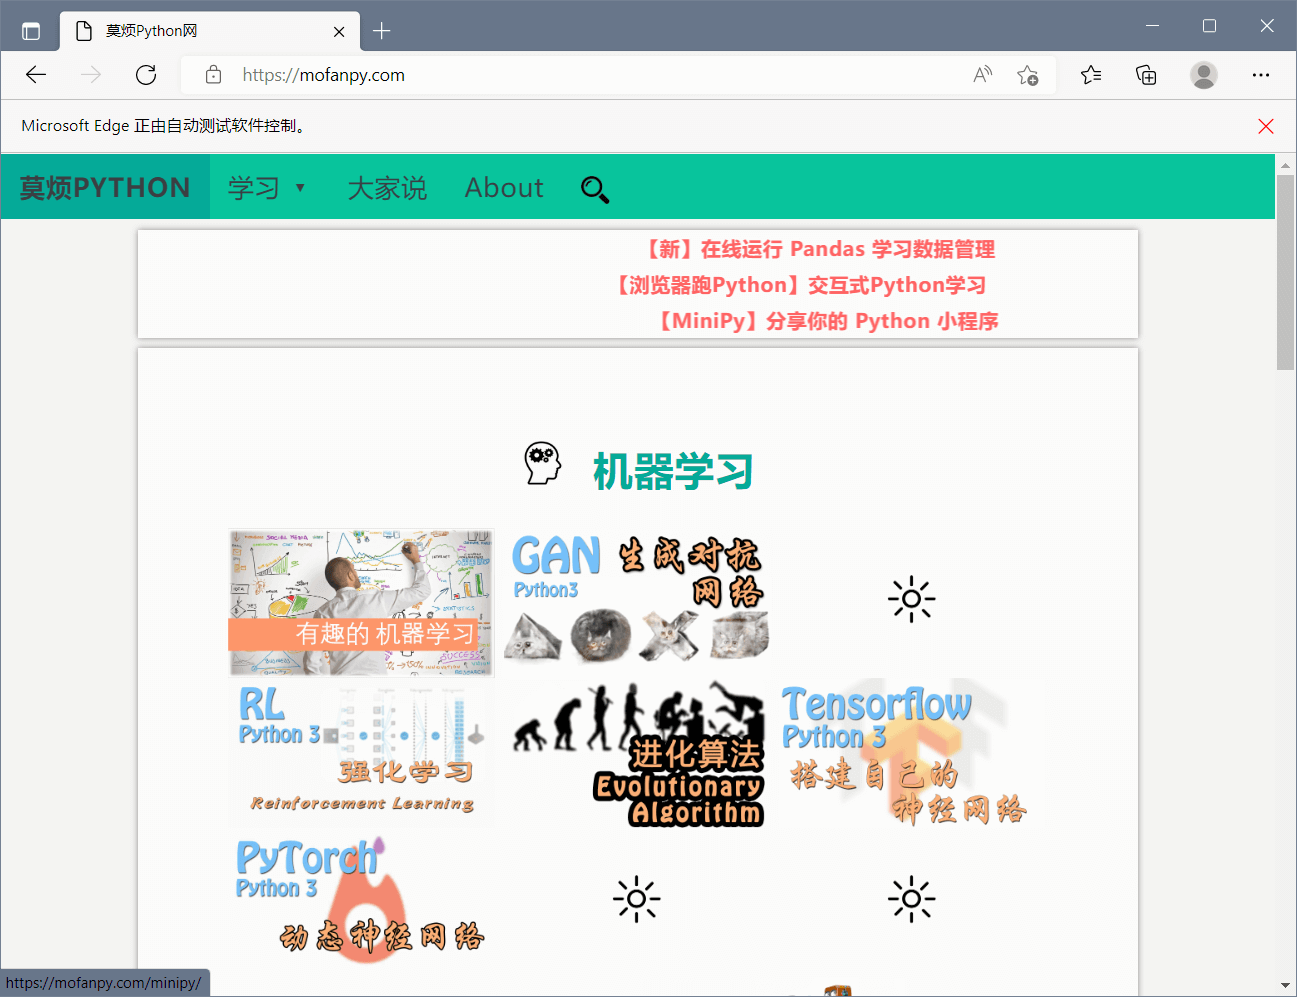 莫烦Python网
https://mofanpy.com
Microsoft Edge 正由自动测试软件控制。
莫烦PYTHON 学习 ▼ 大家说 About
【新】在线运行 Pandas 学习数据管理
【浏览器跑Python】交互式Python学习
【MiniPy】分享你的 Python 小程序
机器学习
有趣的 机器学习
GAN 生成对抗
Python3 网络
RL
Python 3
强化学习
Reinforcement Learning
进化算法
Evolutionary
Algorithm
Tensorflow
Python 3
搭建自己的
神经网络
PyTorch
Python 3
动态神经网络
https://mofanpy.com/minipy/